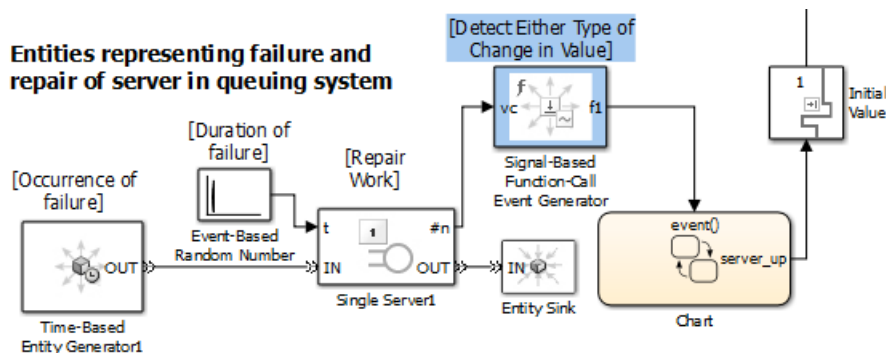 Entities representing failure and
repair of server in queuing system
[Detect Either Type of
Change in Value]
ƒ
vc
f1
Signal-Based
Function-Call
Event Generator
1
Initial
Value
[Duration of
failure]
Event-Based
Random Number
[Repair
Work]
t
1
#n
IN
OUT
Single Server1
[Occurrence of
failure]
OUT
Time-Based
Entity Generator1
IN
Entity Sink
event()
server_up
Chart